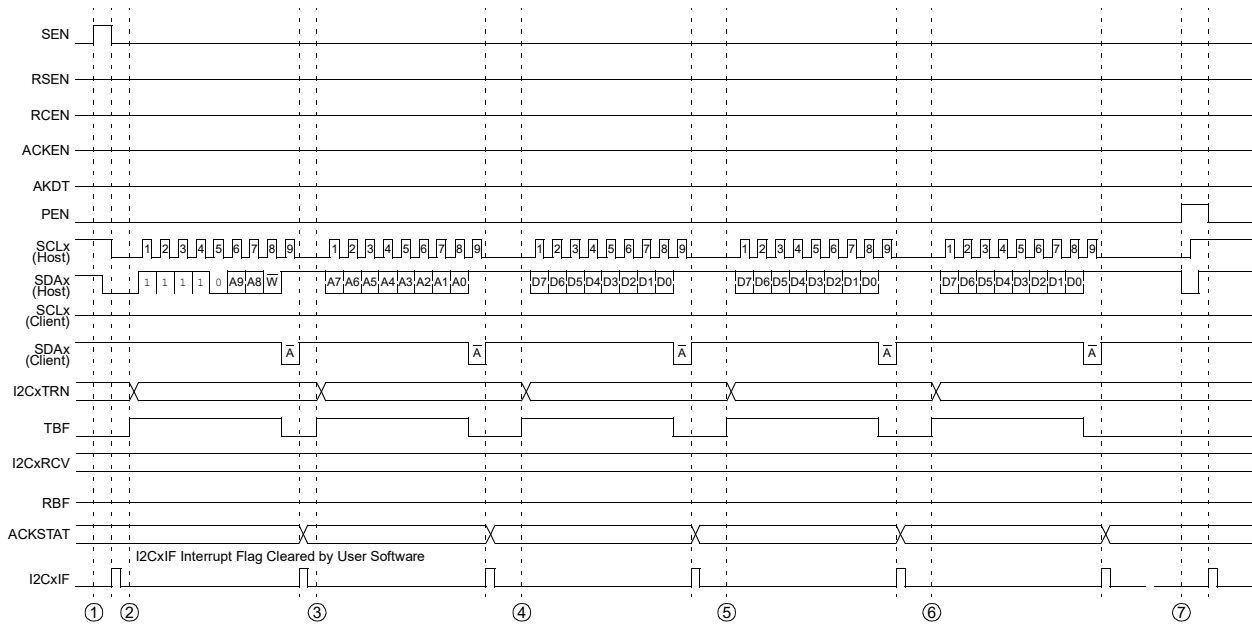 SEN
RSEN
RCEN
ACKEN
AKDT
PEN
SCLx
(Host)
1 2 3 4 5 6 7 8 9 1 2 3 4 5 6 7 8 9 1 2 3 4 5 6 7 8 9 1 2 3 4 5 6 7 8 9 1 2 3 4 5 6 7 8 9
SDAx
(Host)
1 1 1 1 0 A9 A8 W̅ A7 A6 A5 A4 A3 A2 A1 A0 D7 D6 D5 D4 D3 D2 D1 D0 D7 D6 D5 D4 D3 D2 D1 D0 D7 D6 D5 D4 D3 D2 D1 D0
SCLx
(Client)
SDAx
(Client)
A̅ A̅ A̅ A̅ A̅
I2CxTRN
TBF
I2CxRCV
RBF
ACKSTAT
I2CxIF Interrupt Flag Cleared by User Software
I2CxIF
① ② ③ ④ ⑤ ⑥ ⑦